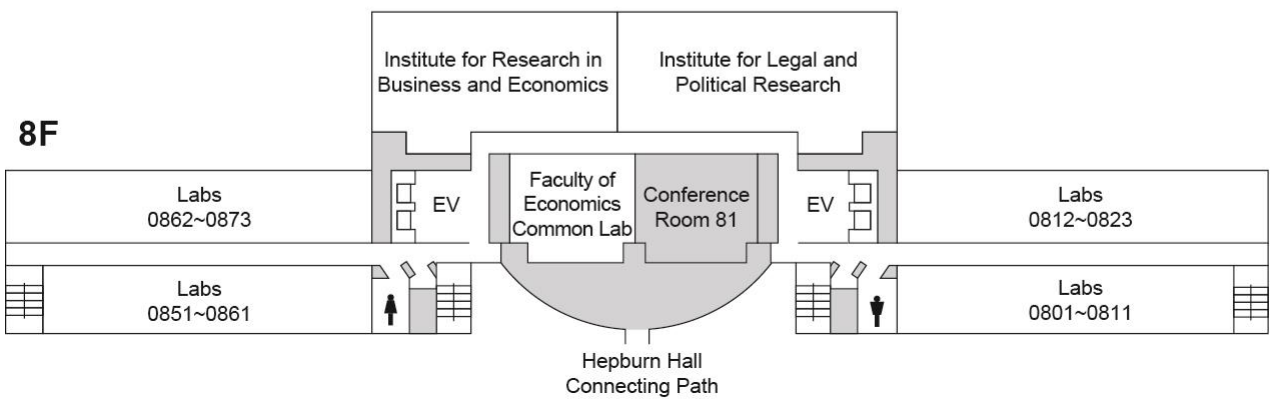 Institute for Research in
Business and Economics
Institute for Legal and
Political Research
8F
Labs
0862~0873
EV
Faculty of
Economics
Common Lab
Conference
Room 81
EV
Labs
0812~0823
Labs
0851~0861
Labs
0801~0811
Hepburn Hall
Connecting Path